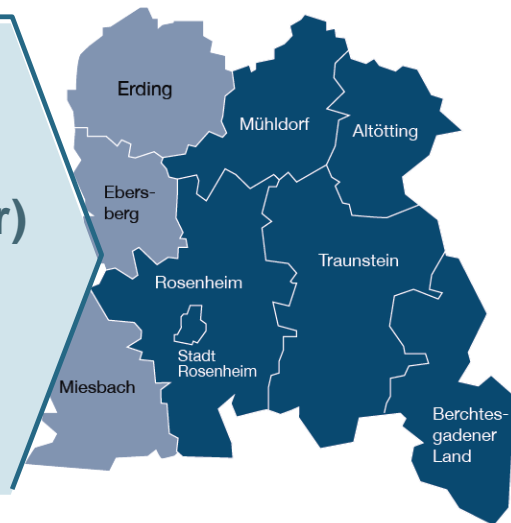 Erding
Mühldorf
Altötting
Ebers-
berg
r)
Traunstein
Rosenheim
Stadt
Rosenheim
Miesbach
Berchtes-
gadener
Land